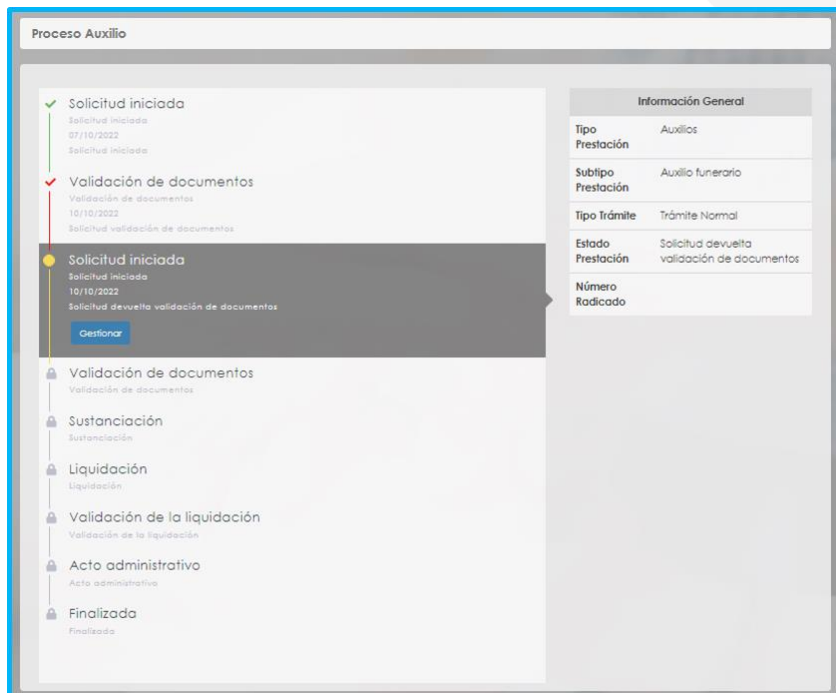 Proceso Auxilio
Solicitud iniciada
Solicitud iniciada
07/10/2022
Solicitud iniciada
Validación de documentos
Validación de documentos
10/10/2022
Solicitud validación de documentos
Solicitud iniciada
Solicitud iniciada
10/10/2022
Solicitud devuelta validación de documentos
Gestionar
Validación de documentos
Validación de documentos
Sustanciación
Sustanciación
Liquidación
Liquidación
Validación de la liquidación
Validación de la liquidación
Acto administrativo
Acto administrativo
Finalizada
Finalizada
Información General
Tipo Auxilios
Prestación
Subtipo Auxilio funerario
Prestación
Tipo Trámite Trámite Normal
Estado Solicitud devuelta
Prestación validación de documentos
Número
Radicado